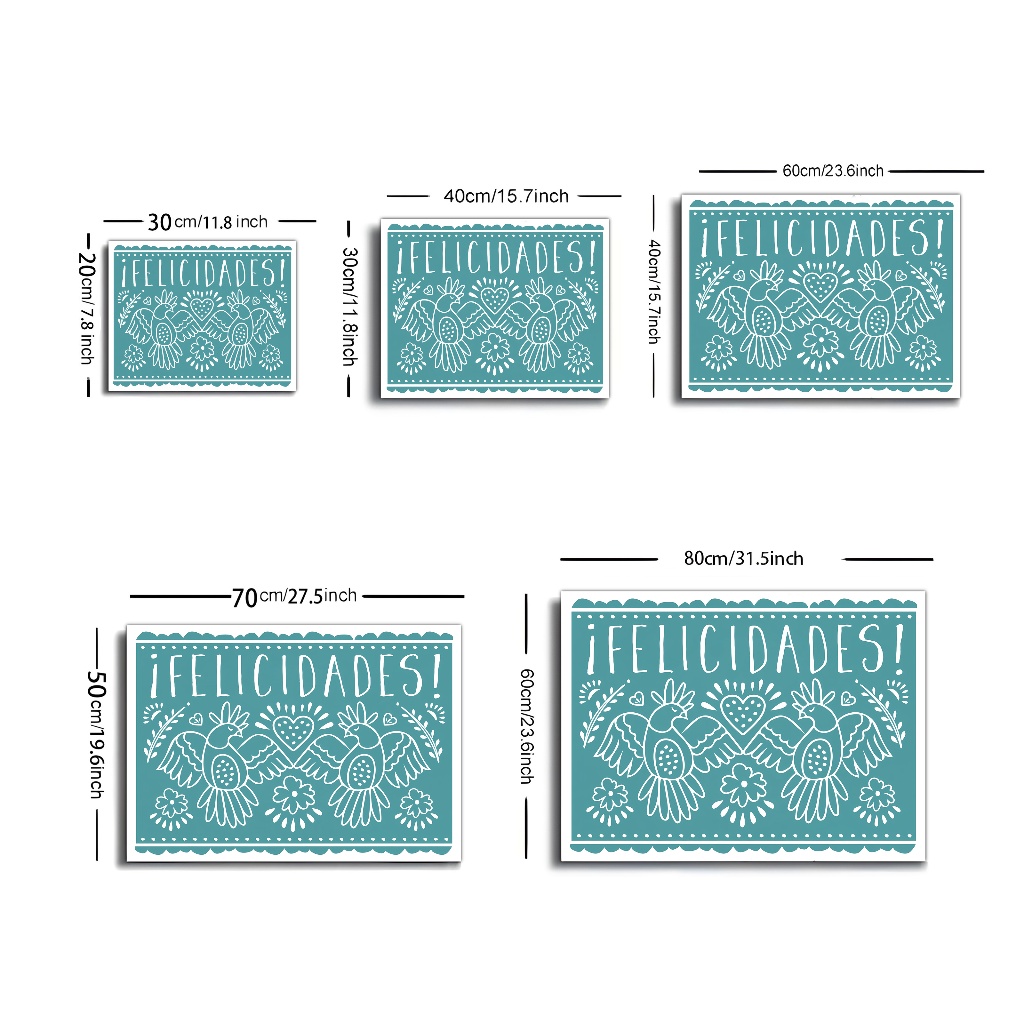 60cm/23.6inch
40cm/15.7inch
30cm/11.8 inch
20cm/7.8 inch
¡FELICIDADES!
30cm/11.8inch
¡FELICIDADES!
40cm/15.7inch
¡FELICIDADES!
80cm/31.5inch
70cm/27.5inch
50cm/19.6inch
¡FELICIDADES!
60cm/23.6inch
¡FELICIDADES!